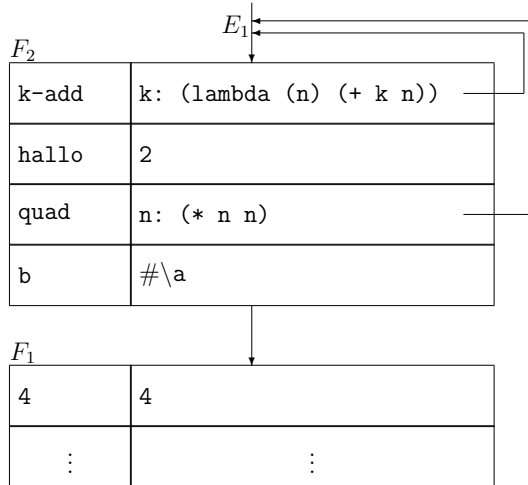 E₁
F₂
k-add k: (lambda (n) (+ k n))
hallo 2
quad n: (* n n)
b #\a
F₁
4 4
⋮ ⋮